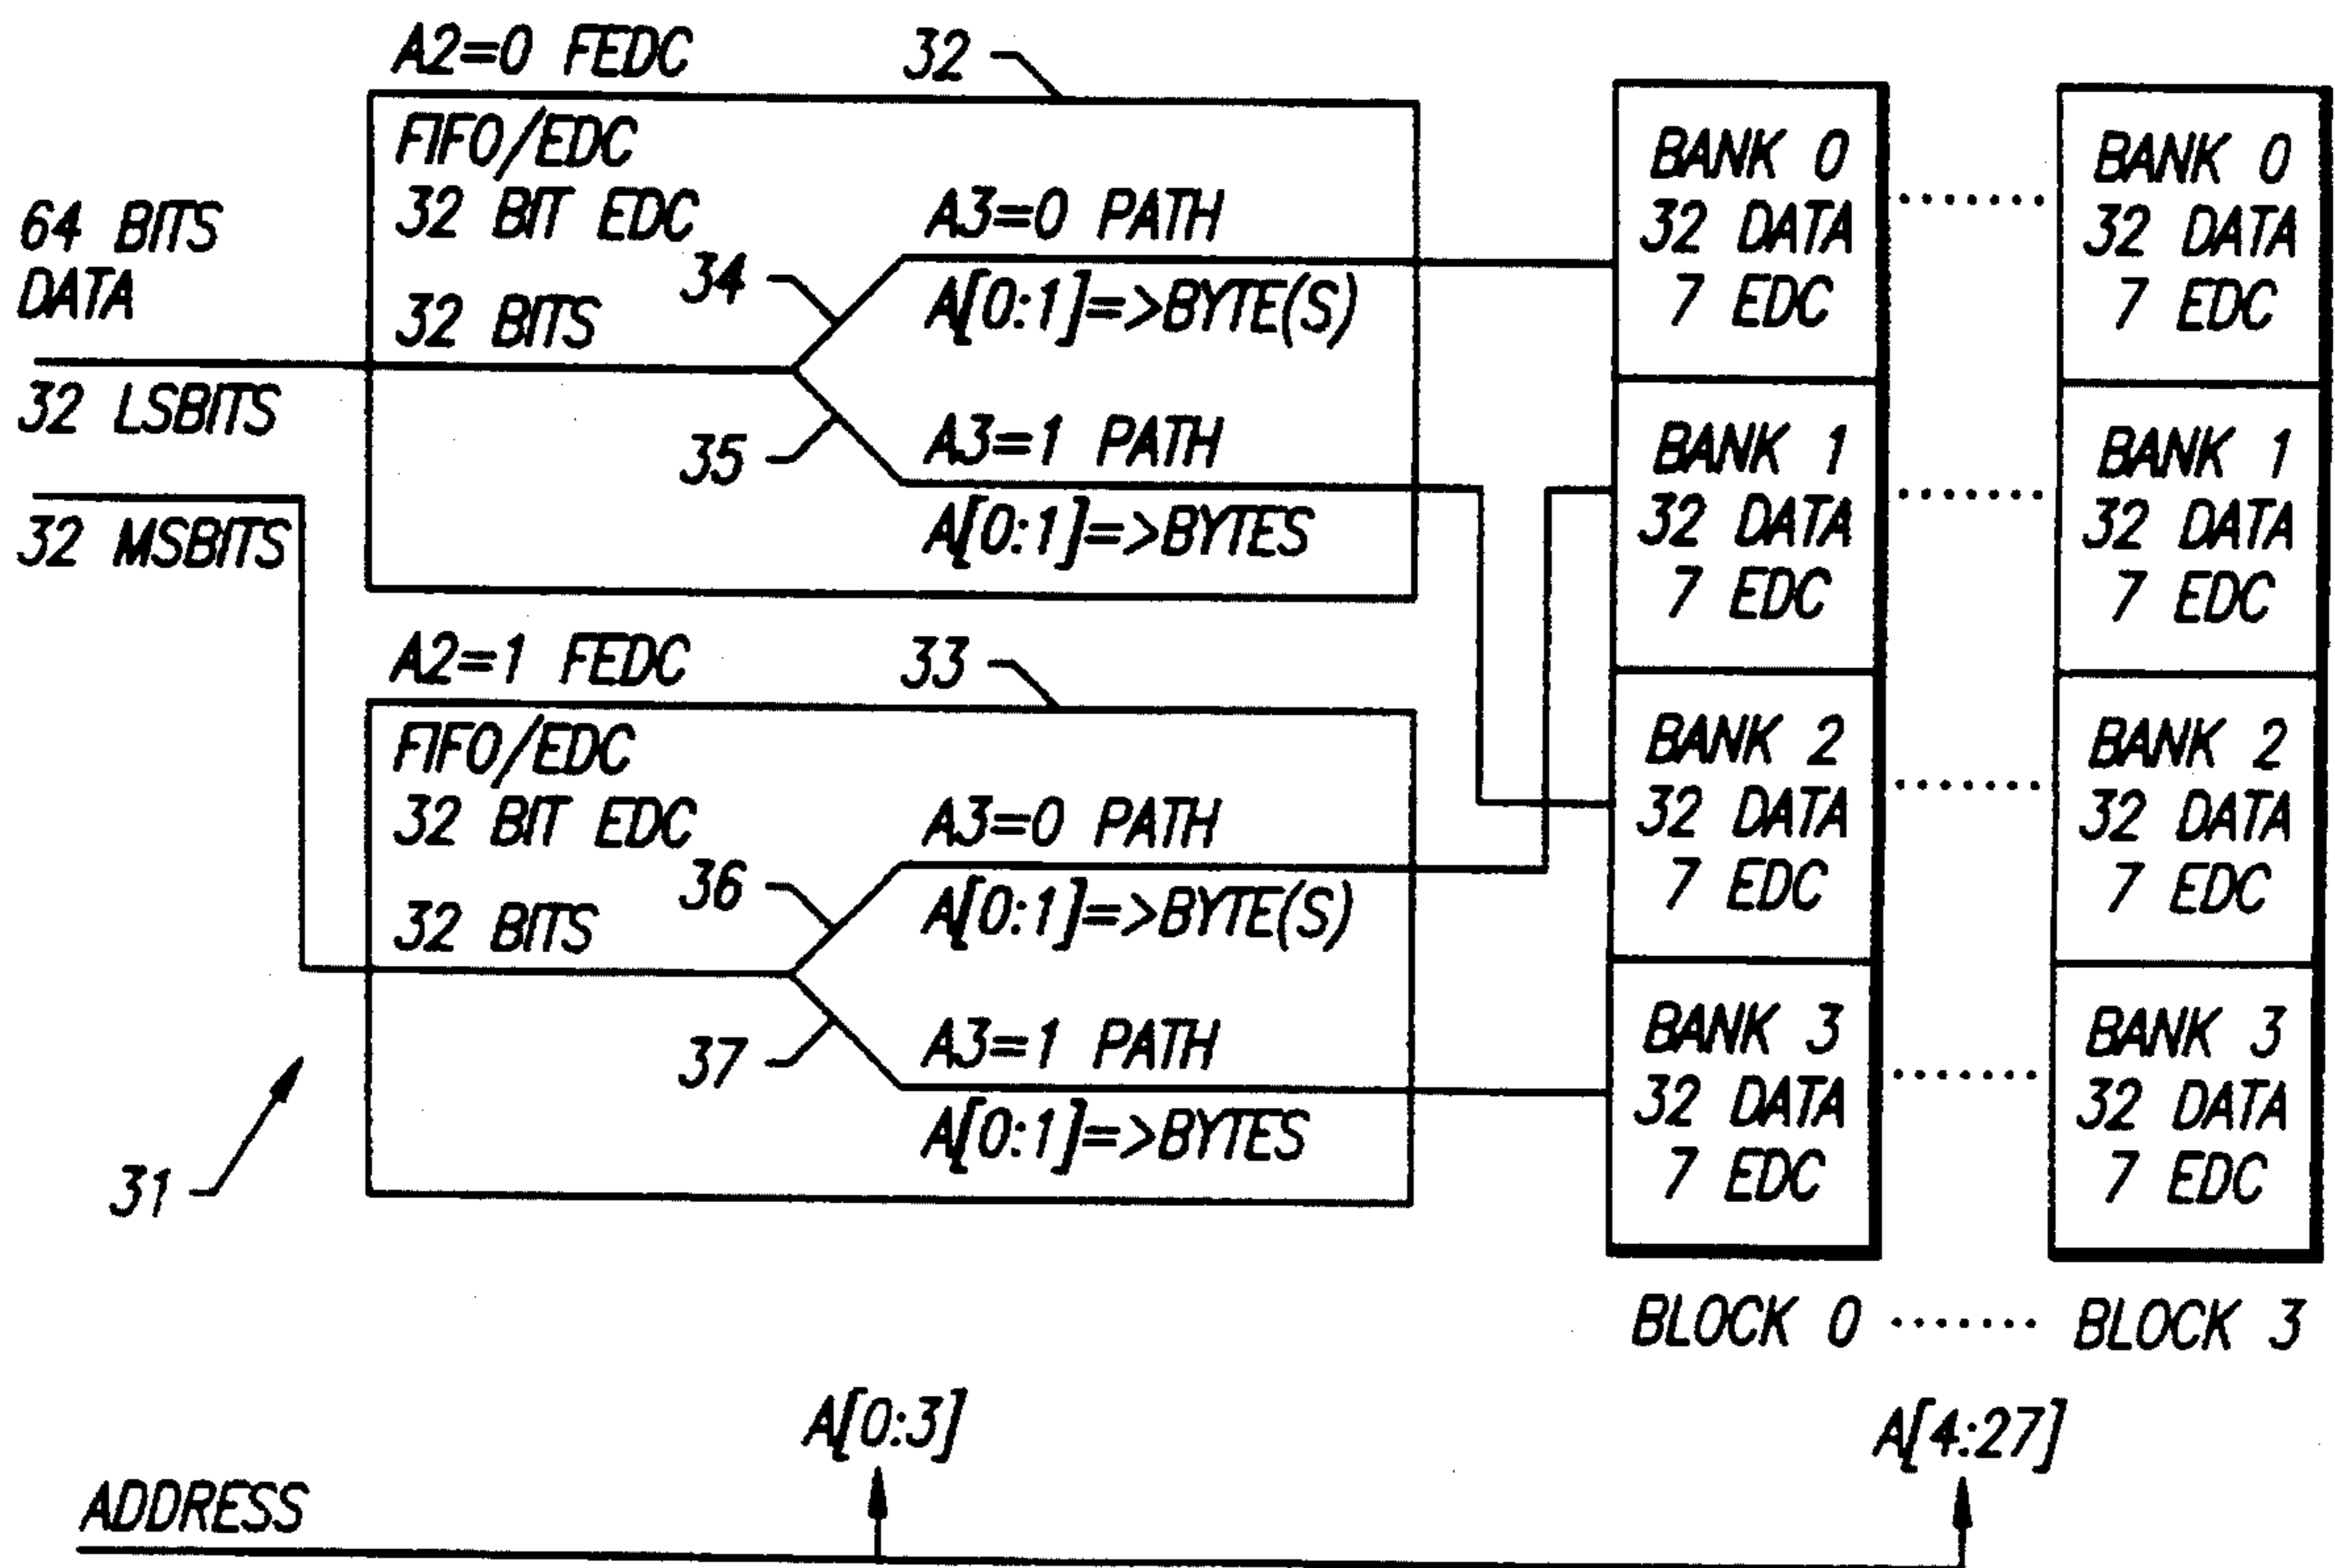 A2=0 FEDC
32
FIFO/EDC
32 BIT EDC
32 BITS
34
35
A3=0 PATH
A[0:1]=>BYTE(S)
A3=1 PATH
A[0:1]=>BYTES
64 BITS
DATA
32 LSBITS
32 MSBITS
A2=1 FEDC
33
FIFO/EDC
32 BIT EDC
32 BITS
36
37
A3=0 PATH
A[0:1]=>BYTE(S)
A3=1 PATH
A[0:1]=>BYTES
31
BANK 0
32 DATA
7 EDC
BANK 1
32 DATA
7 EDC
BANK 2
32 DATA
7 EDC
BANK 3
32 DATA
7 EDC
BANK 0
32 DATA
7 EDC
BANK 1
32 DATA
7 EDC
BANK 2
32 DATA
7 EDC
BANK 3
32 DATA
7 EDC
BLOCK 0 ....... BLOCK 3
A[0:3]
A[4:27]
ADDRESS